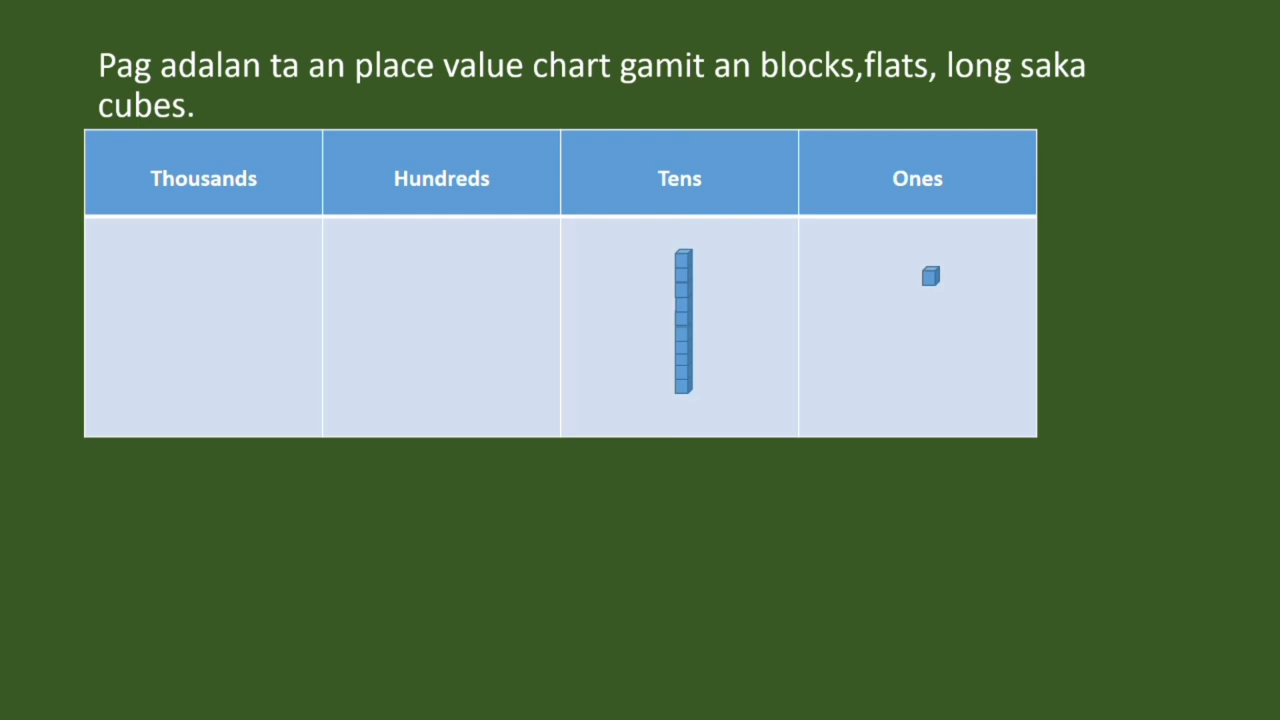 Pag adalan ta an place value chart gamit an blocks,flats, long saka
cubes.
Thousands
Hundreds
Tens
Ones